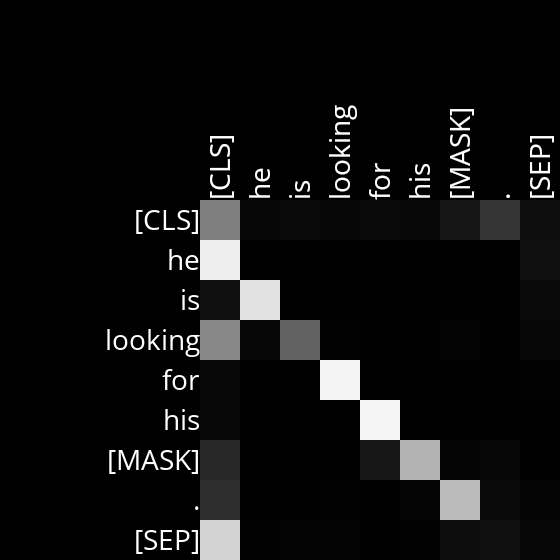 [CLS] he is looking for his [MASK] . [SEP]
[CLS]
he
is
looking
for
his
[MASK]
.
[SEP]